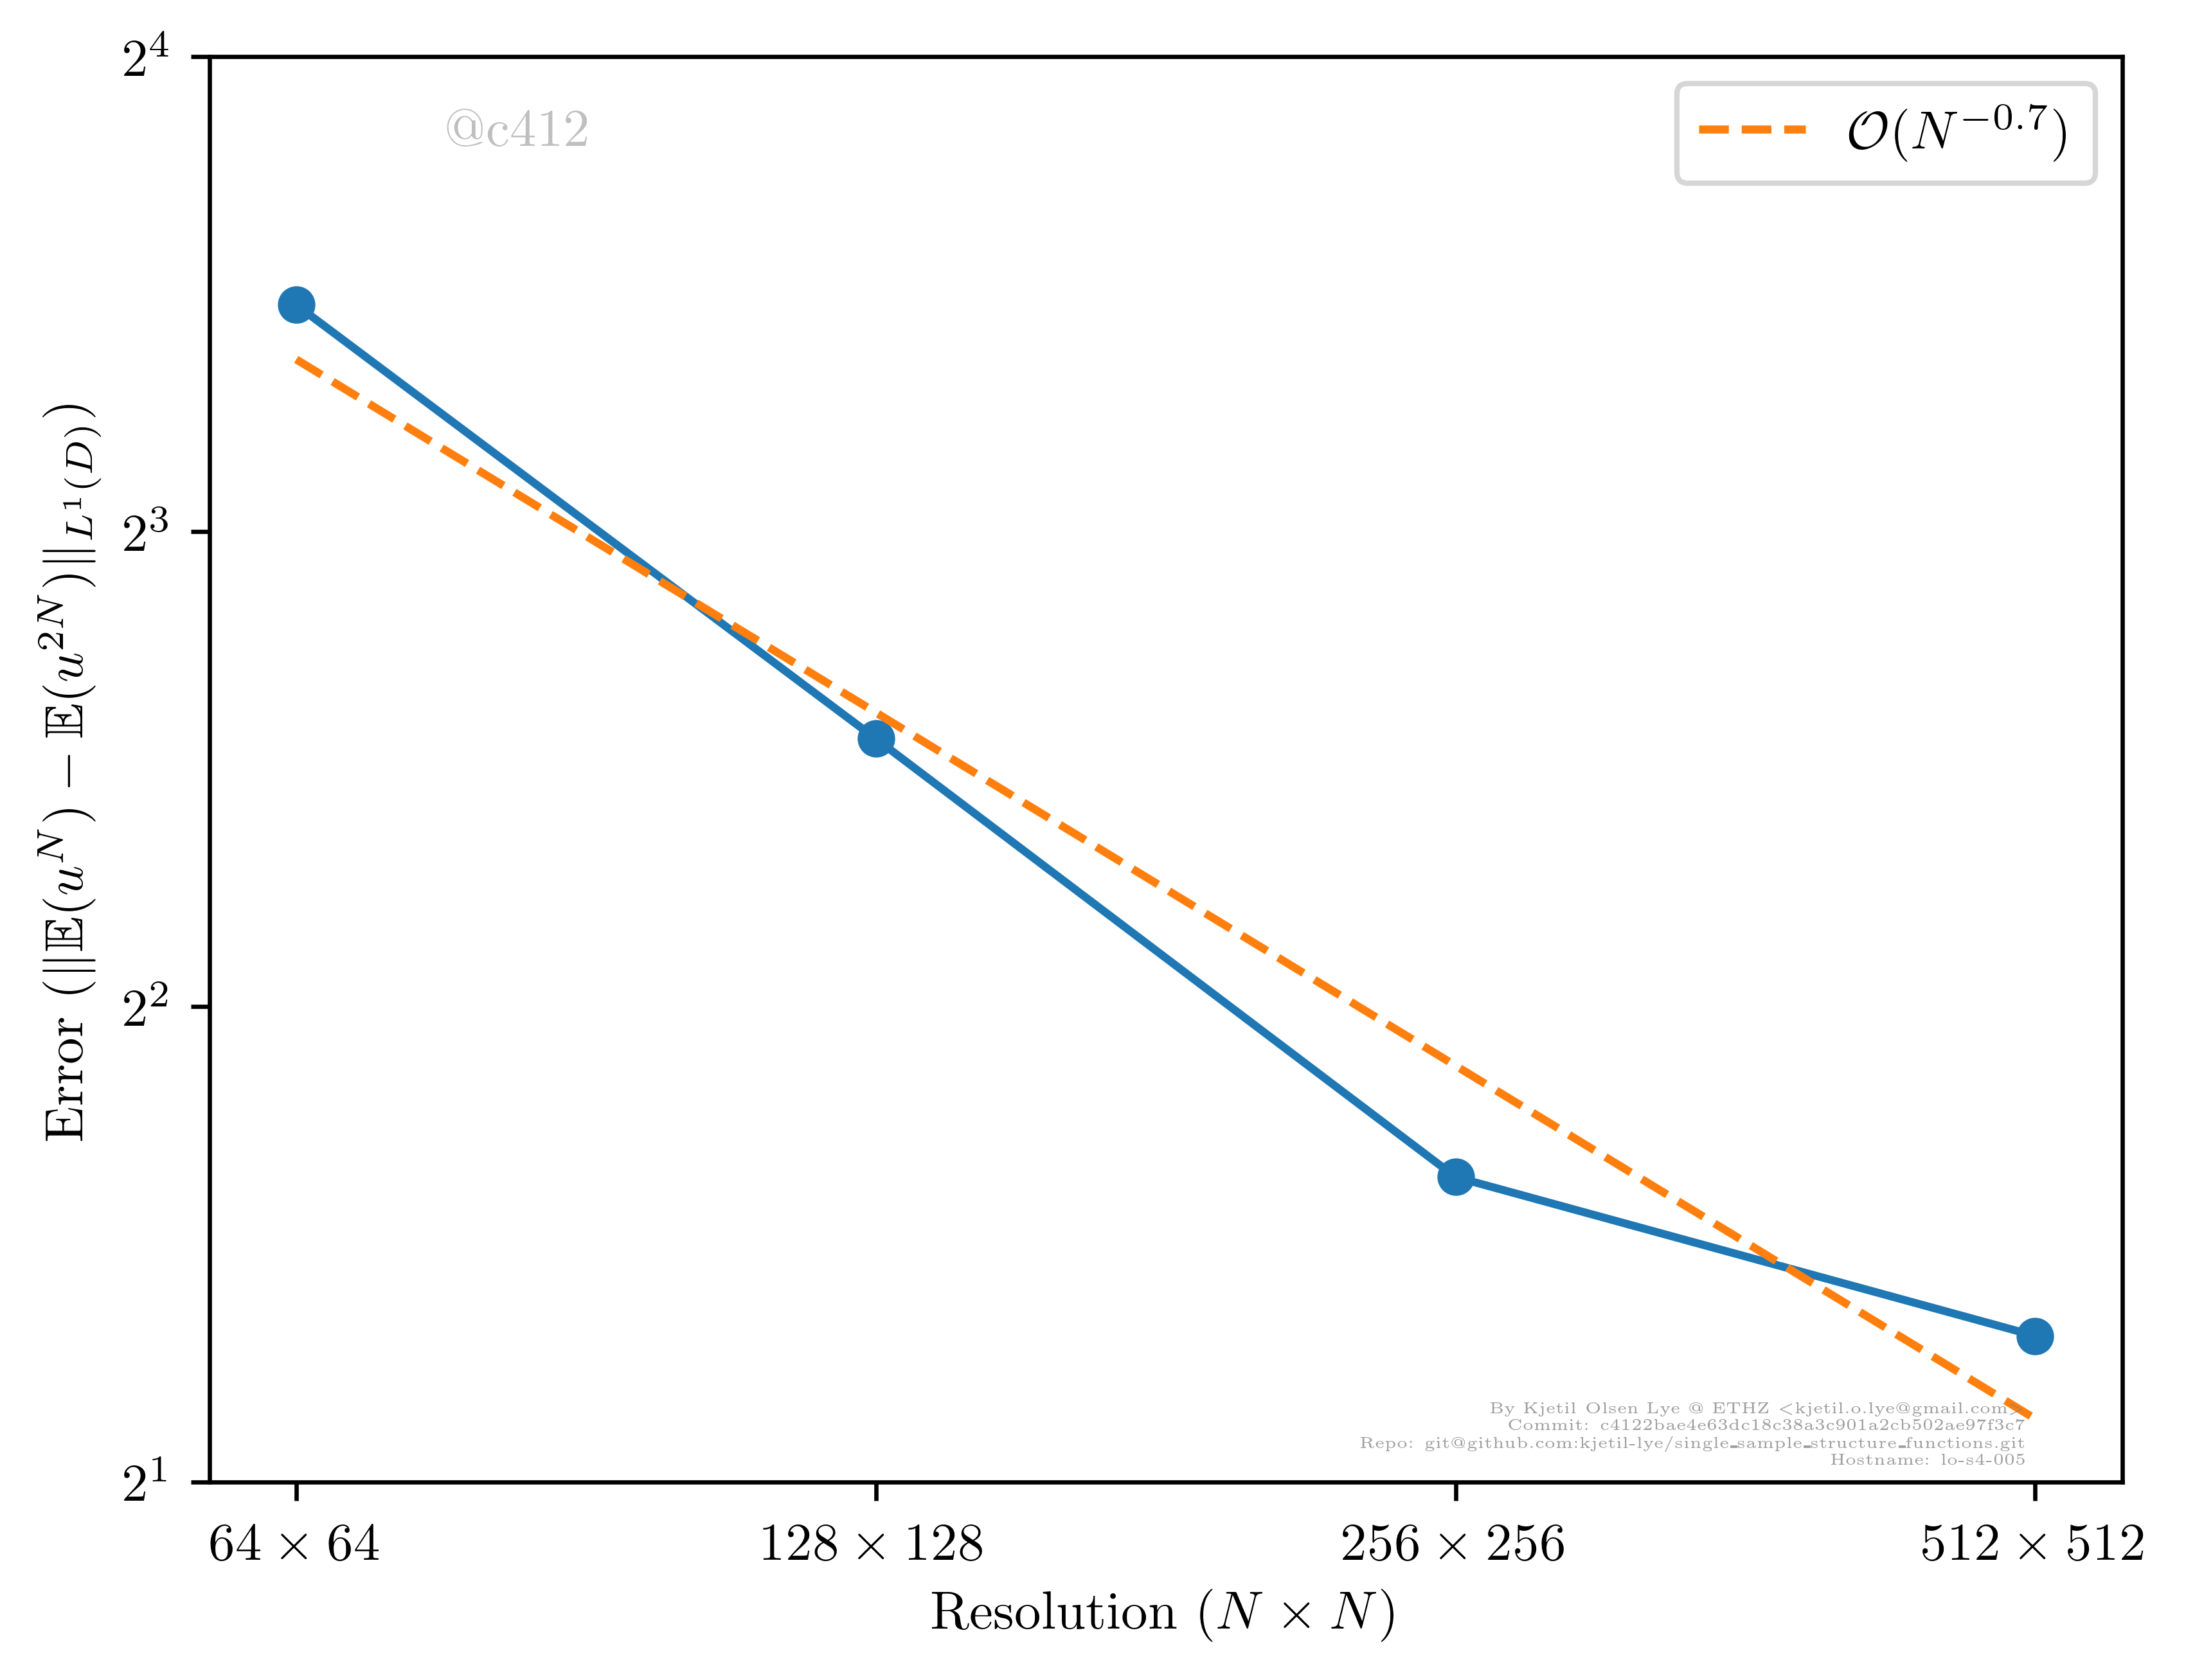 2^4
@c412
𝒪(N^{-0.7})
2^3
2^2
2^1
Error (||𝔼(u^N) − 𝔼(u^{2N})||_{L^1(D)})
By Kjetil Olsen Lye @ ETHZ <kjetil.o.lye@gmail.com>
Commit: c4122bae4e63dc18c38a3c901a2cb502ae97f3c7
Repo: git@github.com:kjetil-lye/single_sample_structure_functions.git
Hostname: lo-s4-005
64 × 64 128 × 128 256 × 256 512 × 512
Resolution (N × N)